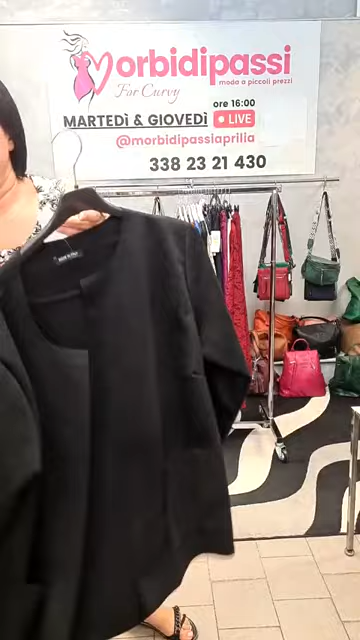 morbidipassi
moda a piccoli prezzi
For Curvy
ore 16:00
MARTEDÌ & GIOVEDÌ LIVE
@morbidipassiaprilia
338 23 21 430